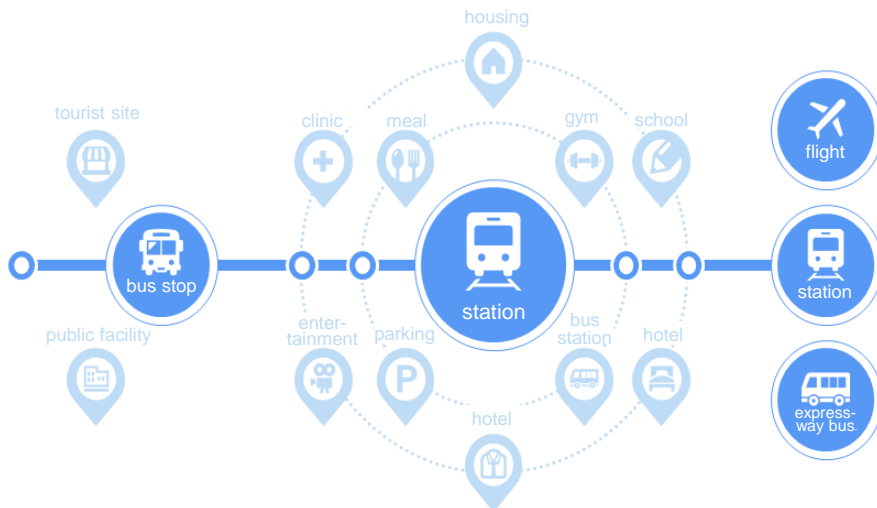 housing
tourist site
clinic
meal
gym
school
flight
bus stop
station
station
public facility
enter-
tainment
parking
bus
station
hotel
P
express-
way bus
hotel